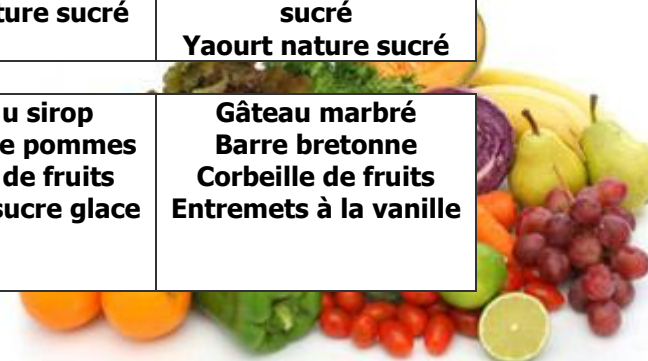 ture sucré
sucré
Yaourt nature sucré
u sirop
e pommes
de fruits
sucre glace
Gâteau marbré
Barre bretonne
Corbeille de fruits
Entremets à la vanille